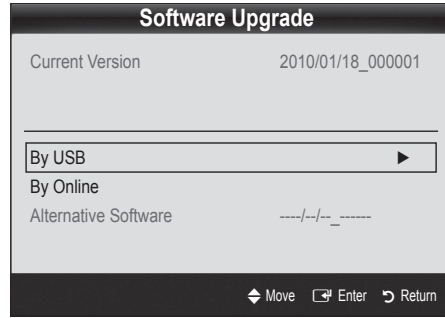 Software Upgrade
Current Version 2010/01/18_000001
By USB ▶
By Online
Alternative Software ----/--/--_------
Move Enter Return